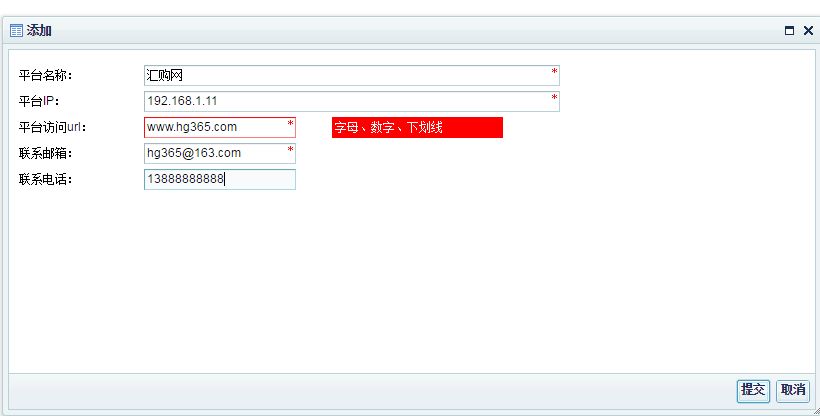 添加
平台名称： 汇购网 *
平台IP： 192.168.1.11 *
平台访问url： www.hg365.com * 字母、数字、下划线
联系邮箱： hg365@163.com *
联系电话： 13888888888
提交 取消